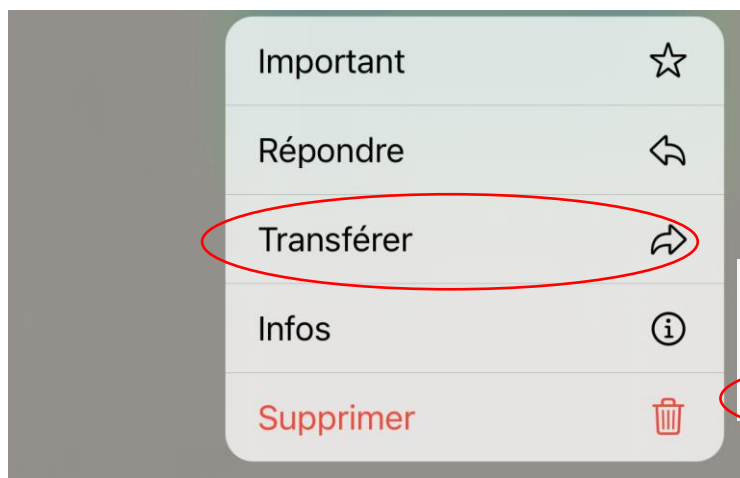 Important
Répondre
Transférer
Infos
Supprimer